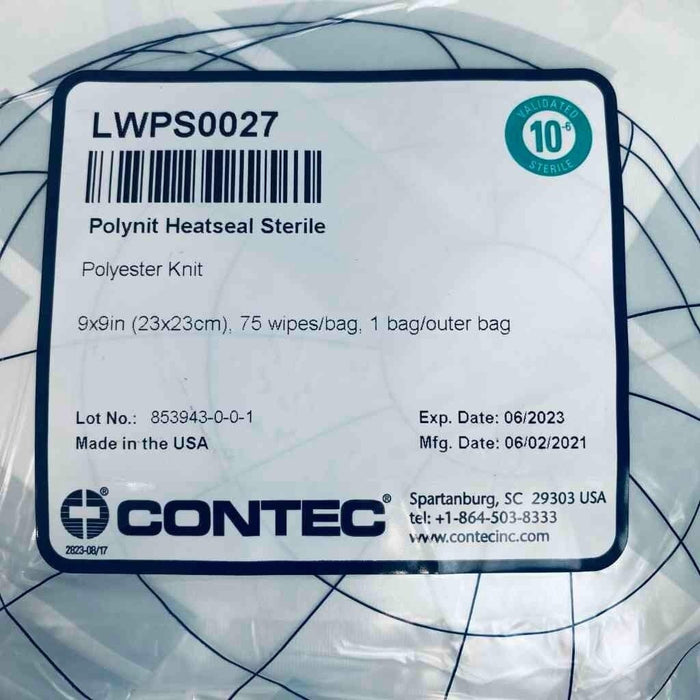 LWPS0027
VALIDATED
10-6
STERILE
Polynit Heatseal Sterile
Polyester Knit
9x9in (23x23cm), 75 wipes/bag, 1 bag/outer bag
Lot No.: 853943-0-0-1
Exp. Date: 06/2023
Made in the USA
Mfg. Date: 06/02/2021
CONTEC®
2823-08/17
Spartanburg, SC 29303 USA
tel: +1-864-503-8333
www.contecinc.com